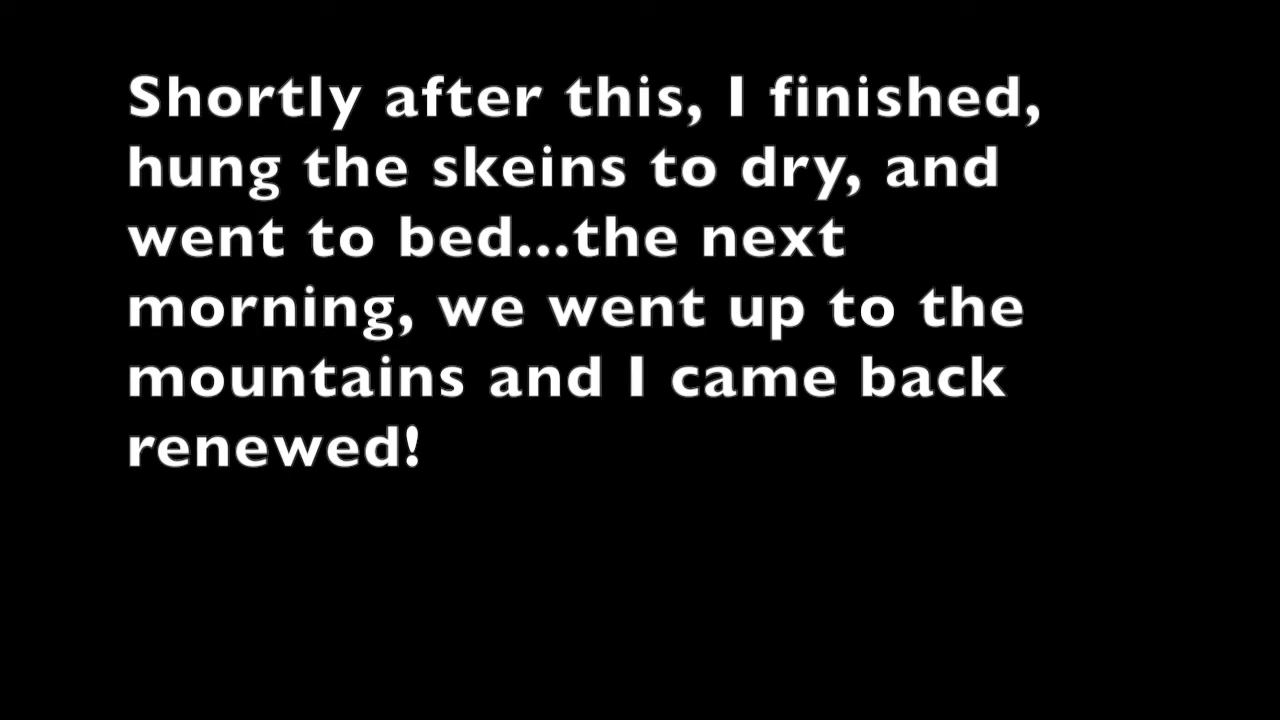 Shortly after this, I finished,
hung the skeins to dry, and
went to bed...the next
morning, we went up to the
mountains and I came back
renewed!